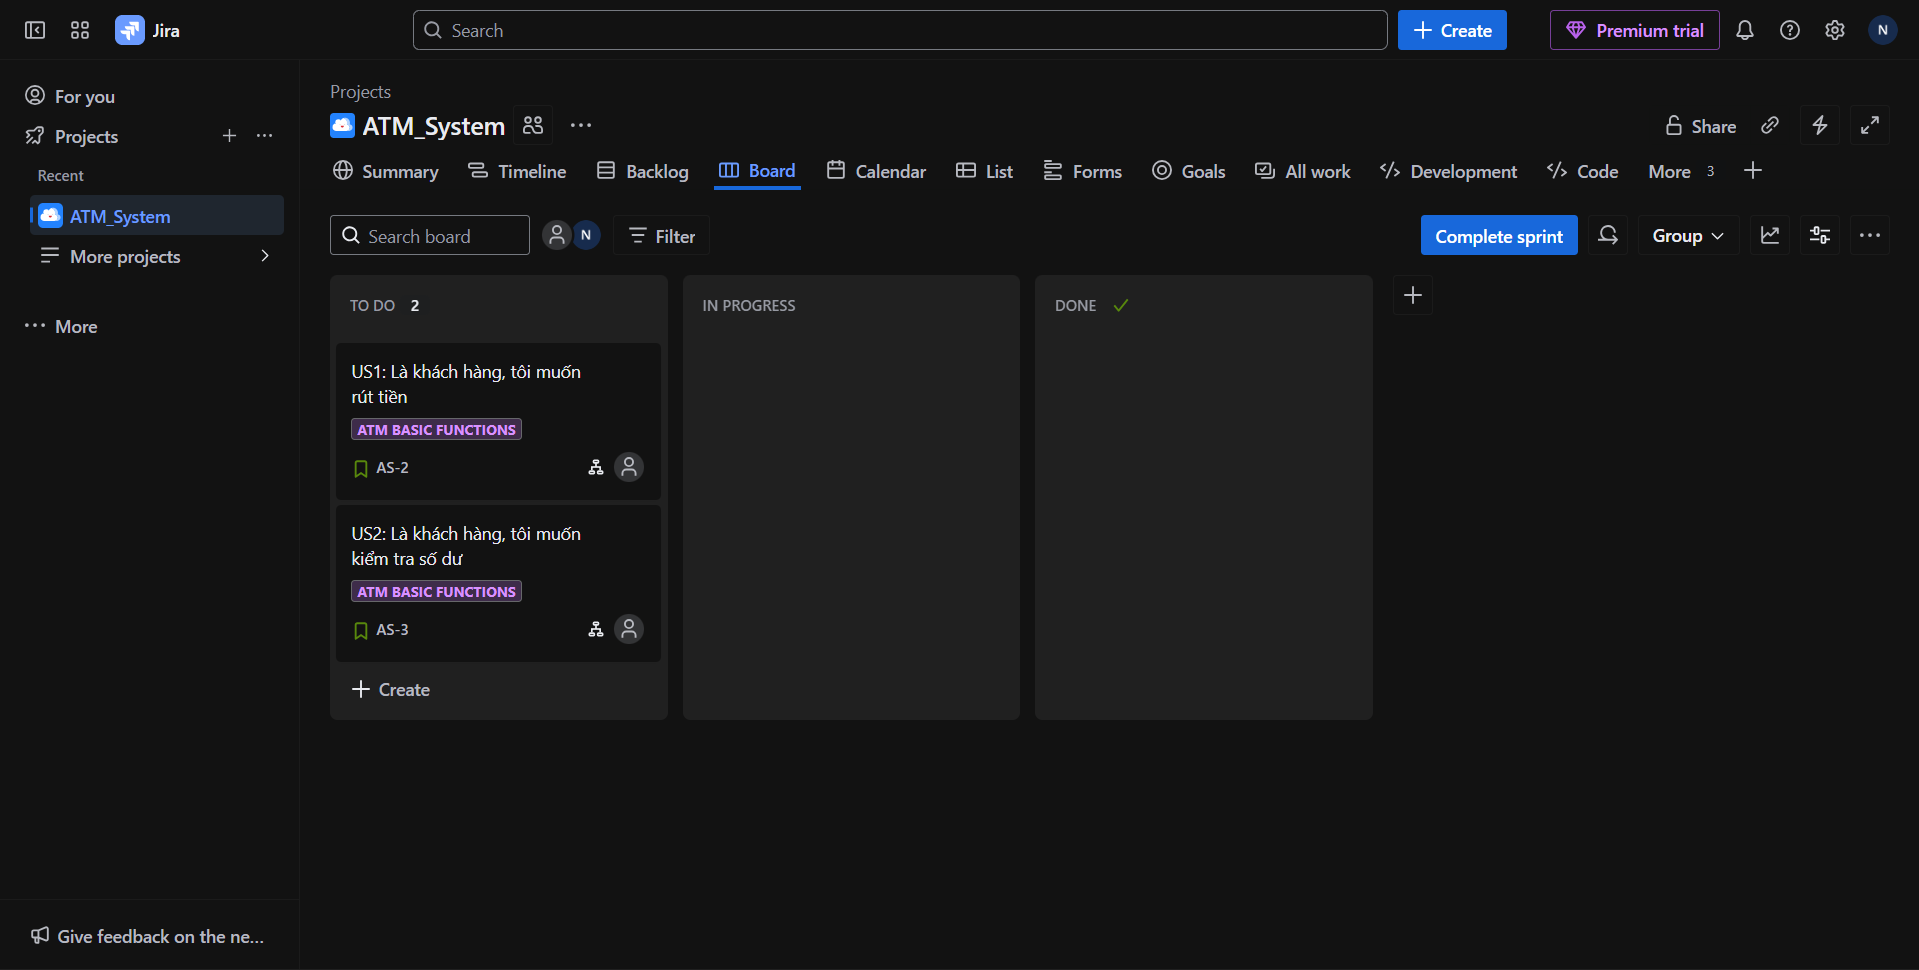 Jira
Search
Create
Premium trial
N
For you
Projects
Recent
ATM_System
More projects
More
Give feedback on the ne...
Projects
ATM_System
Share
Summary
Timeline
Backlog
Board
Calendar
List
Forms
Goals
All work
Development
Code
More 3
Search board
N
Filter
Complete sprint
Group
TO DO 2
US1: Là khách hàng, tôi muốn
rút tiền
ATM BASIC FUNCTIONS
AS-2
US2: Là khách hàng, tôi muốn
kiểm tra số dư
ATM BASIC FUNCTIONS
AS-3
Create
IN PROGRESS
DONE